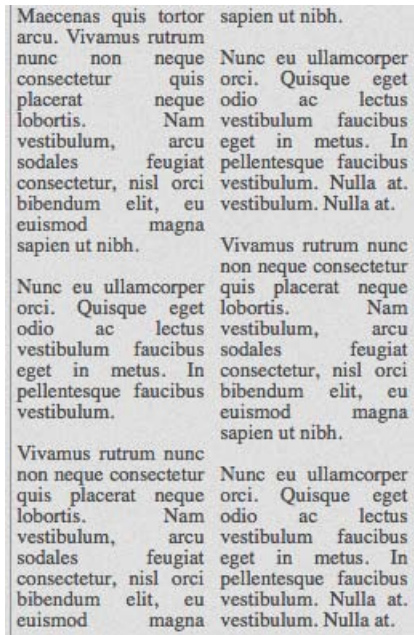 Maecenas quis tortor
arcu. Vivamus rutrum
nunc non neque
consectetur quis
placerat neque
lobortis. Nam
vestibulum, arcu
sodales feugiat
consectetur, nisl orci
bibendum elit, eu
euismod magna
sapien ut nibh.
Nunc eu ullamcorper
orci. Quisque eget
odio ac lectus
vestibulum faucibus
eget in metus. In
pellentesque faucibus
vestibulum.
Vivamus rutrum nunc
non neque consectetur
quis placerat neque
lobortis. Nam
vestibulum, arcu
sodales feugiat
consectetur, nisl orci
bibendum elit, eu
euismod magna
sapien ut nibh.
Nunc eu ullamcorper
orci. Quisque eget
odio ac lectus
vestibulum faucibus
eget in metus. In
pellentesque faucibus
vestibulum. Nulla at.
vestibulum. Nulla at.
Vivamus rutrum nunc
non neque consectetur
quis placerat neque
lobortis. Nam
vestibulum, arcu
sodales feugiat
consectetur, nisl orci
bibendum elit, eu
euismod magna
sapien ut nibh.
Nunc eu ullamcorper
orci. Quisque eget
odio ac lectus
vestibulum faucibus
eget in metus. In
pellentesque faucibus
vestibulum. Nulla at.
vestibulum. Nulla at.